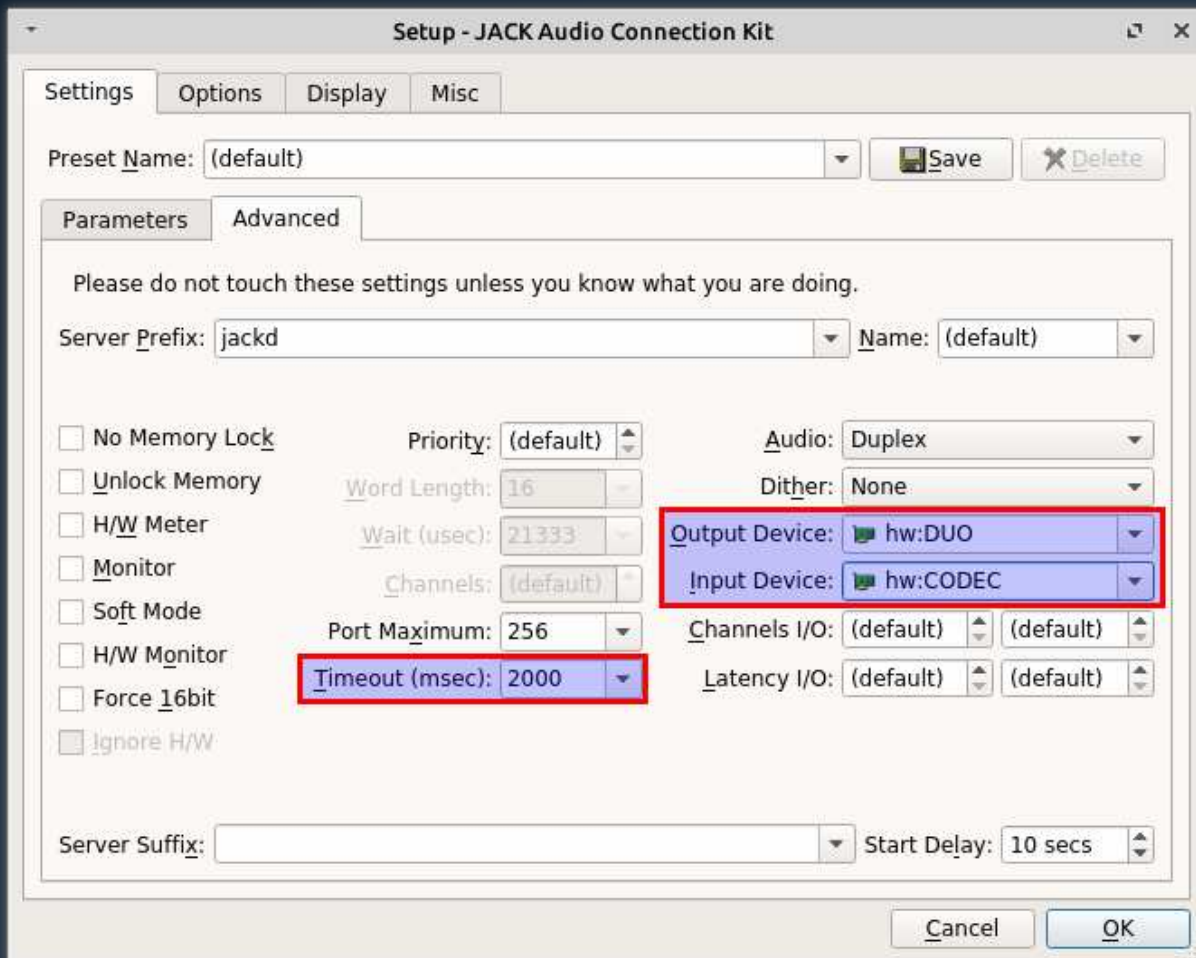 Setup - JACK Audio Connection Kit
Settings Options Display Misc
Preset Name: (default) Save Delete
Parameters Advanced
Please do not touch these settings unless you know what you are doing.
Server Prefix: jackd Name: (default)
No Memory Lock Priority: (default) Audio: Duplex
Unlock Memory Word Length: 16 Dither: None
H/W Meter Wait (usec): 21333 Output Device: hw:DUO
Monitor Channels: (default) Input Device: hw:CODEC
Soft Mode Port Maximum: 256 Channels I/O: (default) (default)
H/W Monitor Timeout (msec): 2000 Latency I/O: (default) (default)
Force 16bit
Ignore H/W
Server Suffix: Start Delay: 10 secs
Cancel OK